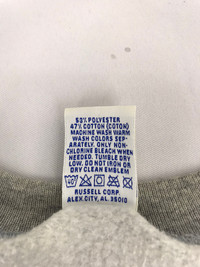 53% POLYESTER
47% COTTON (COTON)
MACHINE WASH WARM
WASH COLORS SEP-
ARATELY. ONLY NON-
CHLORINE BLEACH WHEN
NEEDED. TUMBLE DRY
LOW. DO NOT IRON OR
DRY CLEAN EMBLEM
RUSSELL CORP.
ALEX.CITY, AL 35010